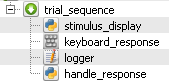 trial_sequence
stimulus_display
keyboard_response
logger
handle_response